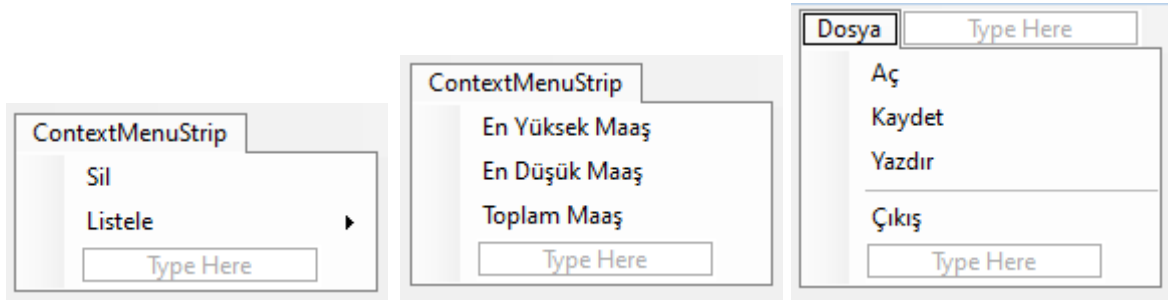 ContextMenuStrip
Sil
Listele
Type Here
ContextMenuStrip
En Yüksek Maaş
En Düşük Maaş
Toplam Maaş
Type Here
Dosya Type Here
Aç
Kaydet
Yazdır
Çıkış
Type Here